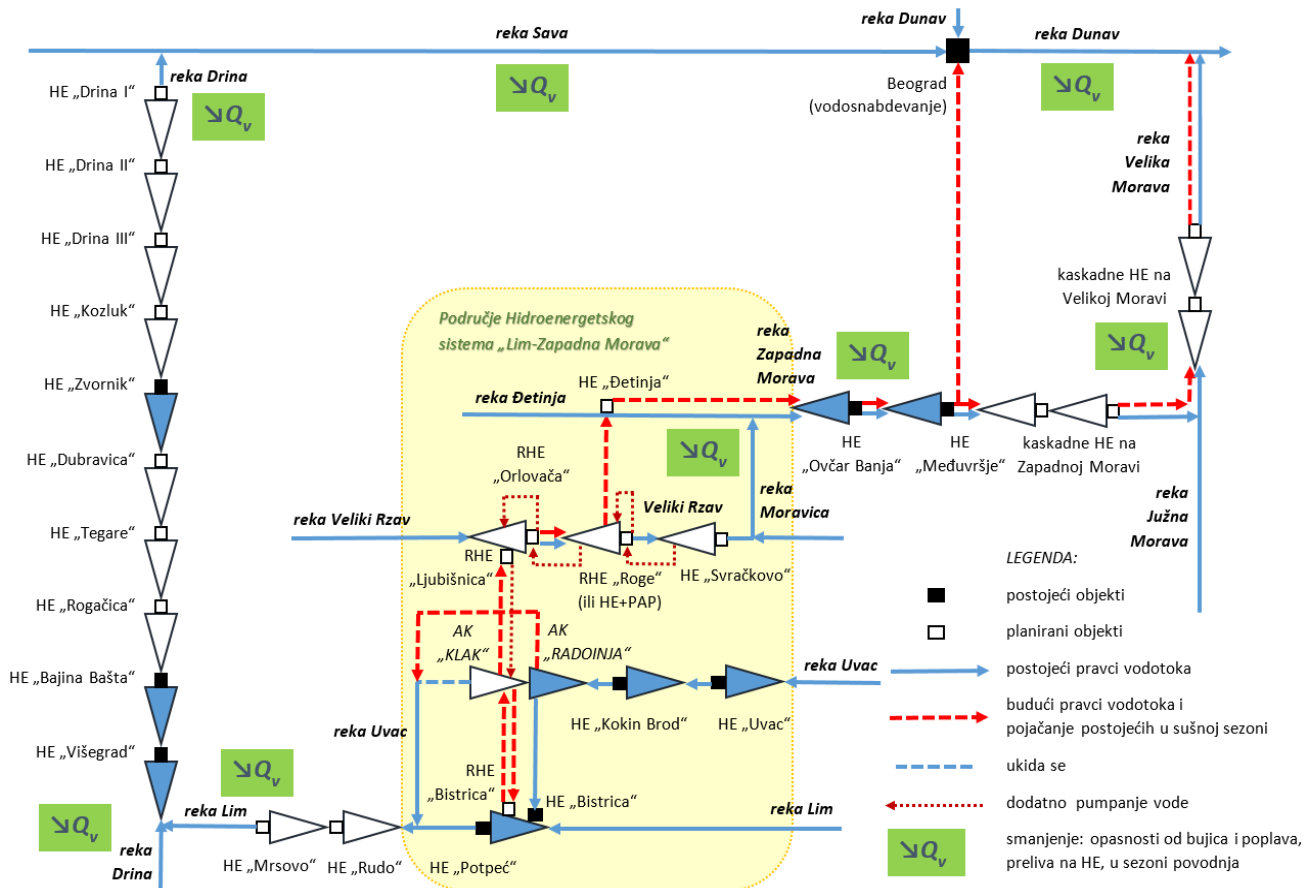 reka Dunav
reka Sava
reka Dunav
reka Drina
HE „Drina I“
↘Qv
↘Qv
Beograd
(vodosnabdevanje)
↘Qv
reka
Velika
Morava
HE „Drina II“
HE „Drina III“
kaskadne HE na
Velikoj Moravi
HE „Kozluk“
Područje Hidroenergetskog
sistema „Lim-Zapadna Morava“
reka
Zapadna
Morava
↘Qv
↘Qv
HE „Zvornik“
HE „Đetinja“
reka Đetinja
HE
„Ovčar Banja“
HE
„Međuvršje“
kaskadne HE na
Zapadnoj Moravi
↘Qv
HE „Dubravica“
RHE
„Orlovača“
reka Veliki Rzav
Veliki Rzav
reka
Moravica
reka
Južna
Morava
HE „Tegare“
RHE
„Ljubišnica“
RHE „Roge“
(ili HE+PAP)
HE „Svračkovo“
HE „Rogačica“
AK
„KLAK“
AK
„RADOINJA“
reka Uvac
HE „Bajina Bašta“
HE „Kokin Brod“
HE „Uvac“
reka Uvac
HE „Višegrad“
↘Qv
RHE
„Bistrica“
HE „Bistrica“
↘Qv
reka Lim
reka Lim
reka
Drina
HE „Mrsovo“
HE „Rudo“
HE „Potpeć“
LEGENDA:
postojeći objekti
planirani objekti
postojeći pravci vodotoka
budući pravci vodotoka i
pojačanje postojećih u sušnoj sezoni
ukida se
dodatno pumpanje vode
↘Qv
smanjenje: opasnosti od bujica i poplava,
preliva na HE, u sezoni povodnja